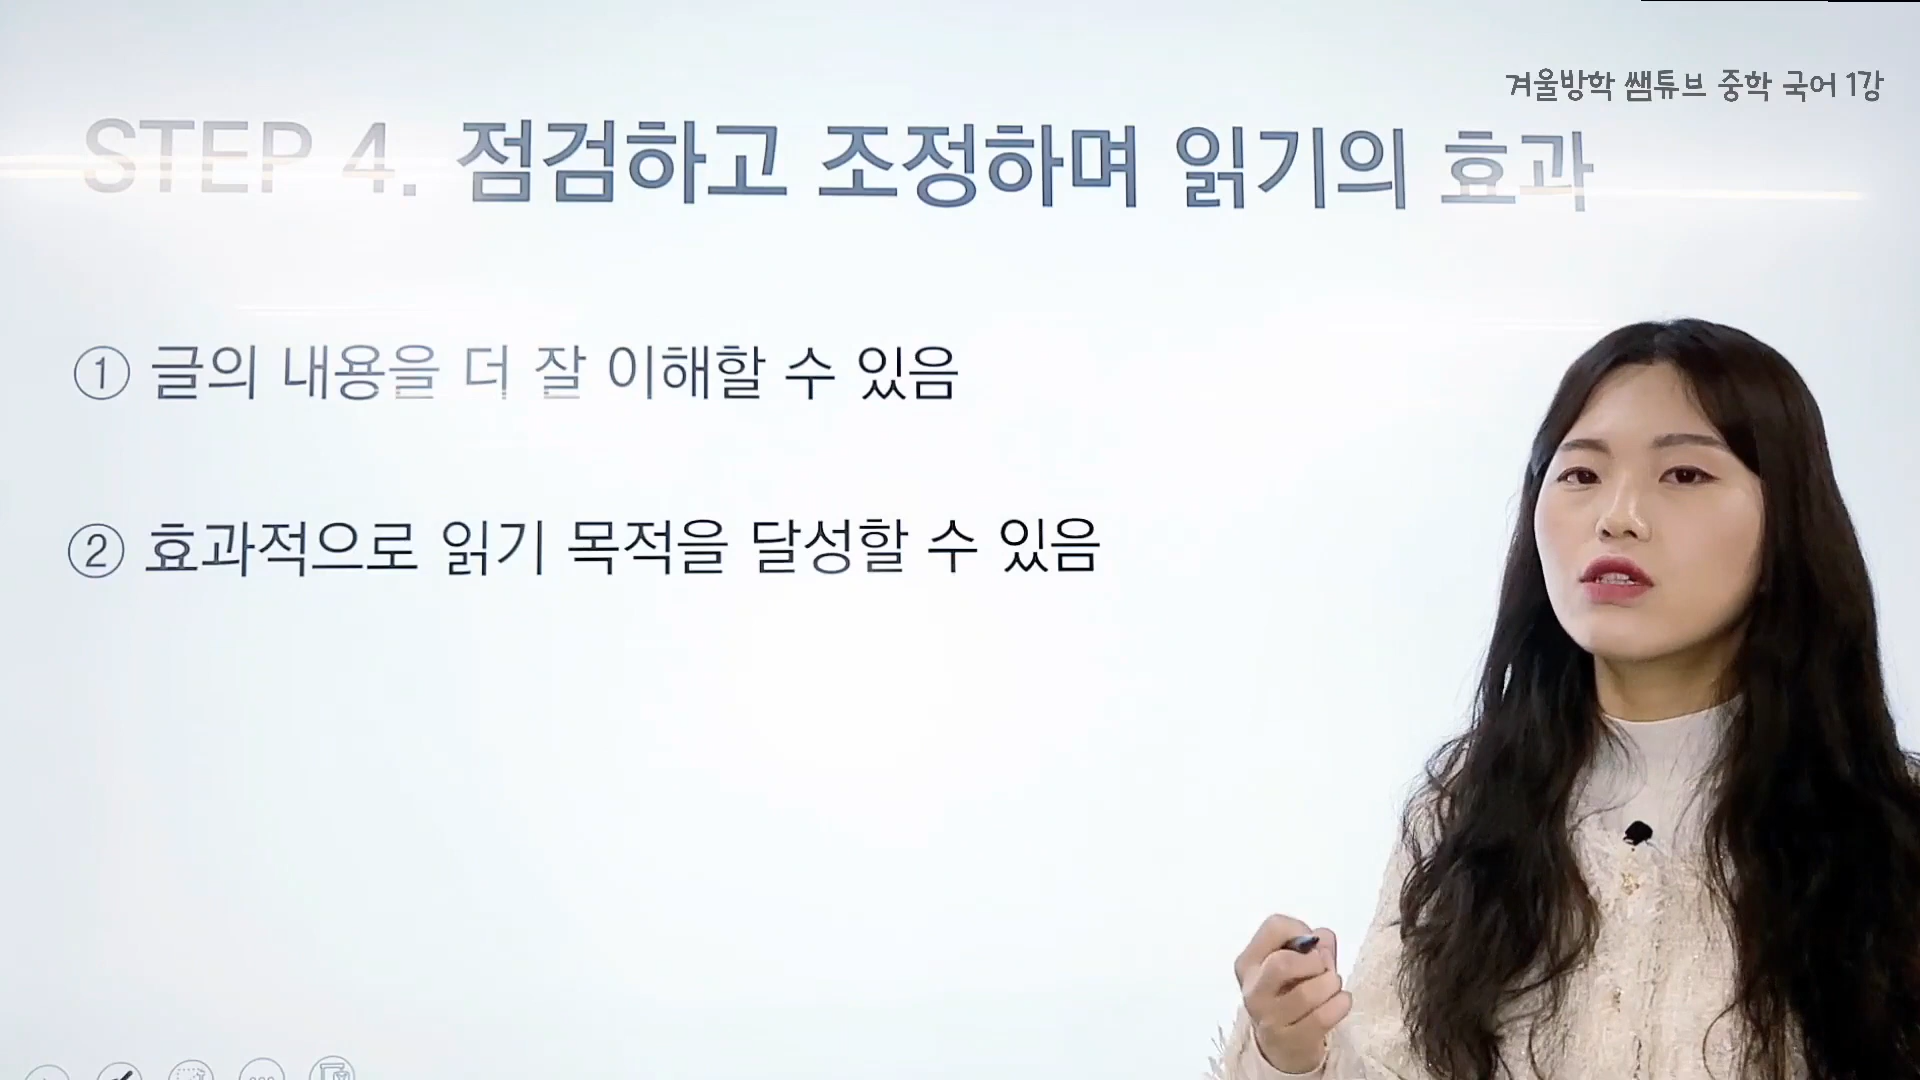 겨울방학 쌤튜브 중학 국어 1강
STEP 4. 점검하고 조정하며 읽기의 효과
① 글의 내용을 더 잘 이해할 수 있음
② 효과적으로 읽기 목적을 달성할 수 있음